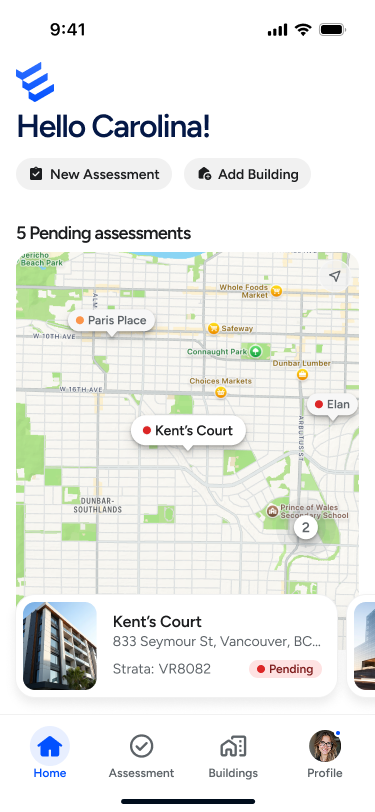 9:41
Hello Carolina!
New Assessment
Add Building
5 Pending assessments
Jericho
Beach Park
ALM
Whole Foods
Market
Paris Place
Safeway
W 10TH AVE
Connaught Park
Dunbar Lumber
Choices Markets
W 16TH AVE
Elan
ARBUTUS ST
Kent's Court
DUNBAR-
SOUTHLANDS
Prince of Wales
Secondary School
2
Kent's Court
833 Seymour St, Vancouver, BC...
Strata: VR8082
Pending
Home
Assessment
Buildings
Profile